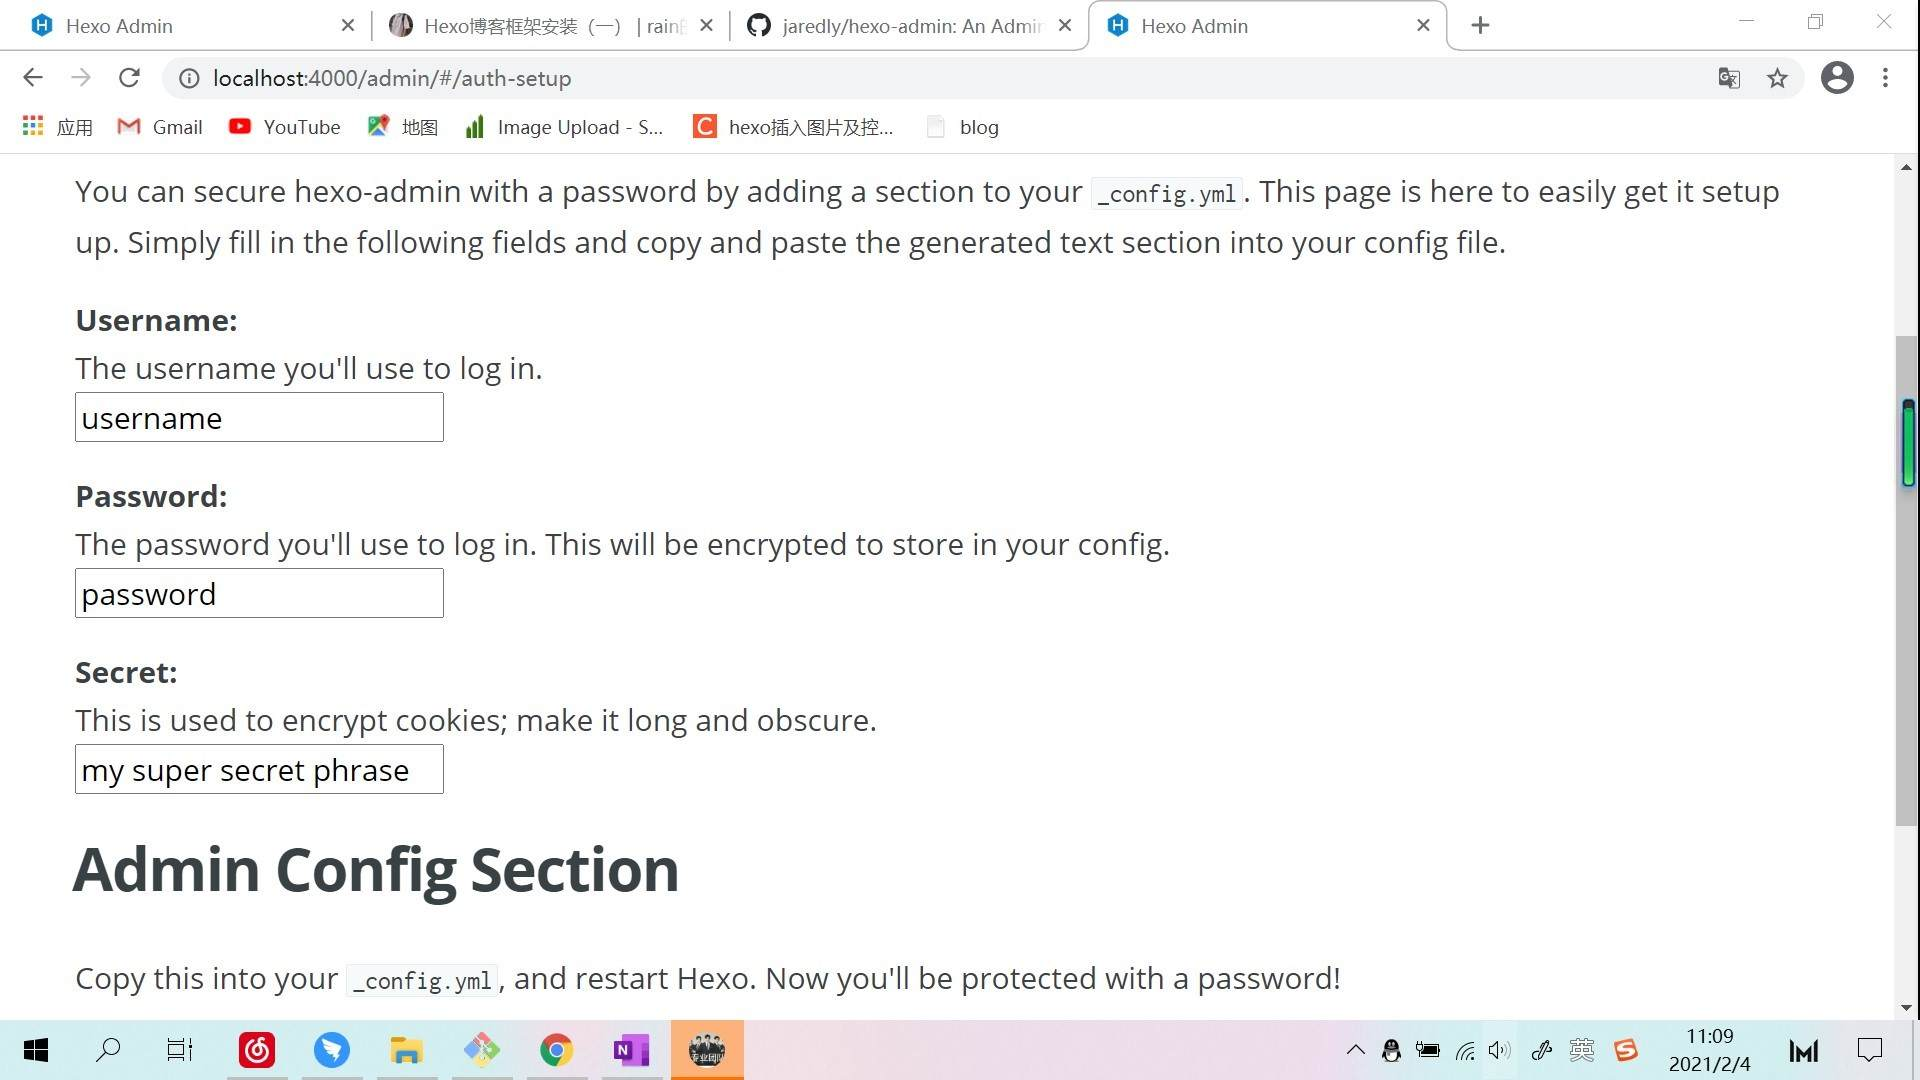 Hexo Admin
Hexo博客框架安装（一） | rain
jaredly/hexo-admin: An Admin
Hexo Admin
localhost:4000/admin/#/auth-setup
应用
Gmail
YouTube
地图
Image Upload - S...
hexo插入图片及控...
blog
You can secure hexo-admin with a password by adding a section to your _config.yml. This page is here to easily get it setup
up. Simply fill in the following fields and copy and paste the generated text section into your config file.
Username:
The username you'll use to log in.
username
Password:
The password you'll use to log in. This will be encrypted to store in your config.
password
Secret:
This is used to encrypt cookies; make it long and obscure.
my super secret phrase
Admin Config Section
Copy this into your _config.yml, and restart Hexo. Now you'll be protected with a password!
专业团队
英
11:09
2021/2/4